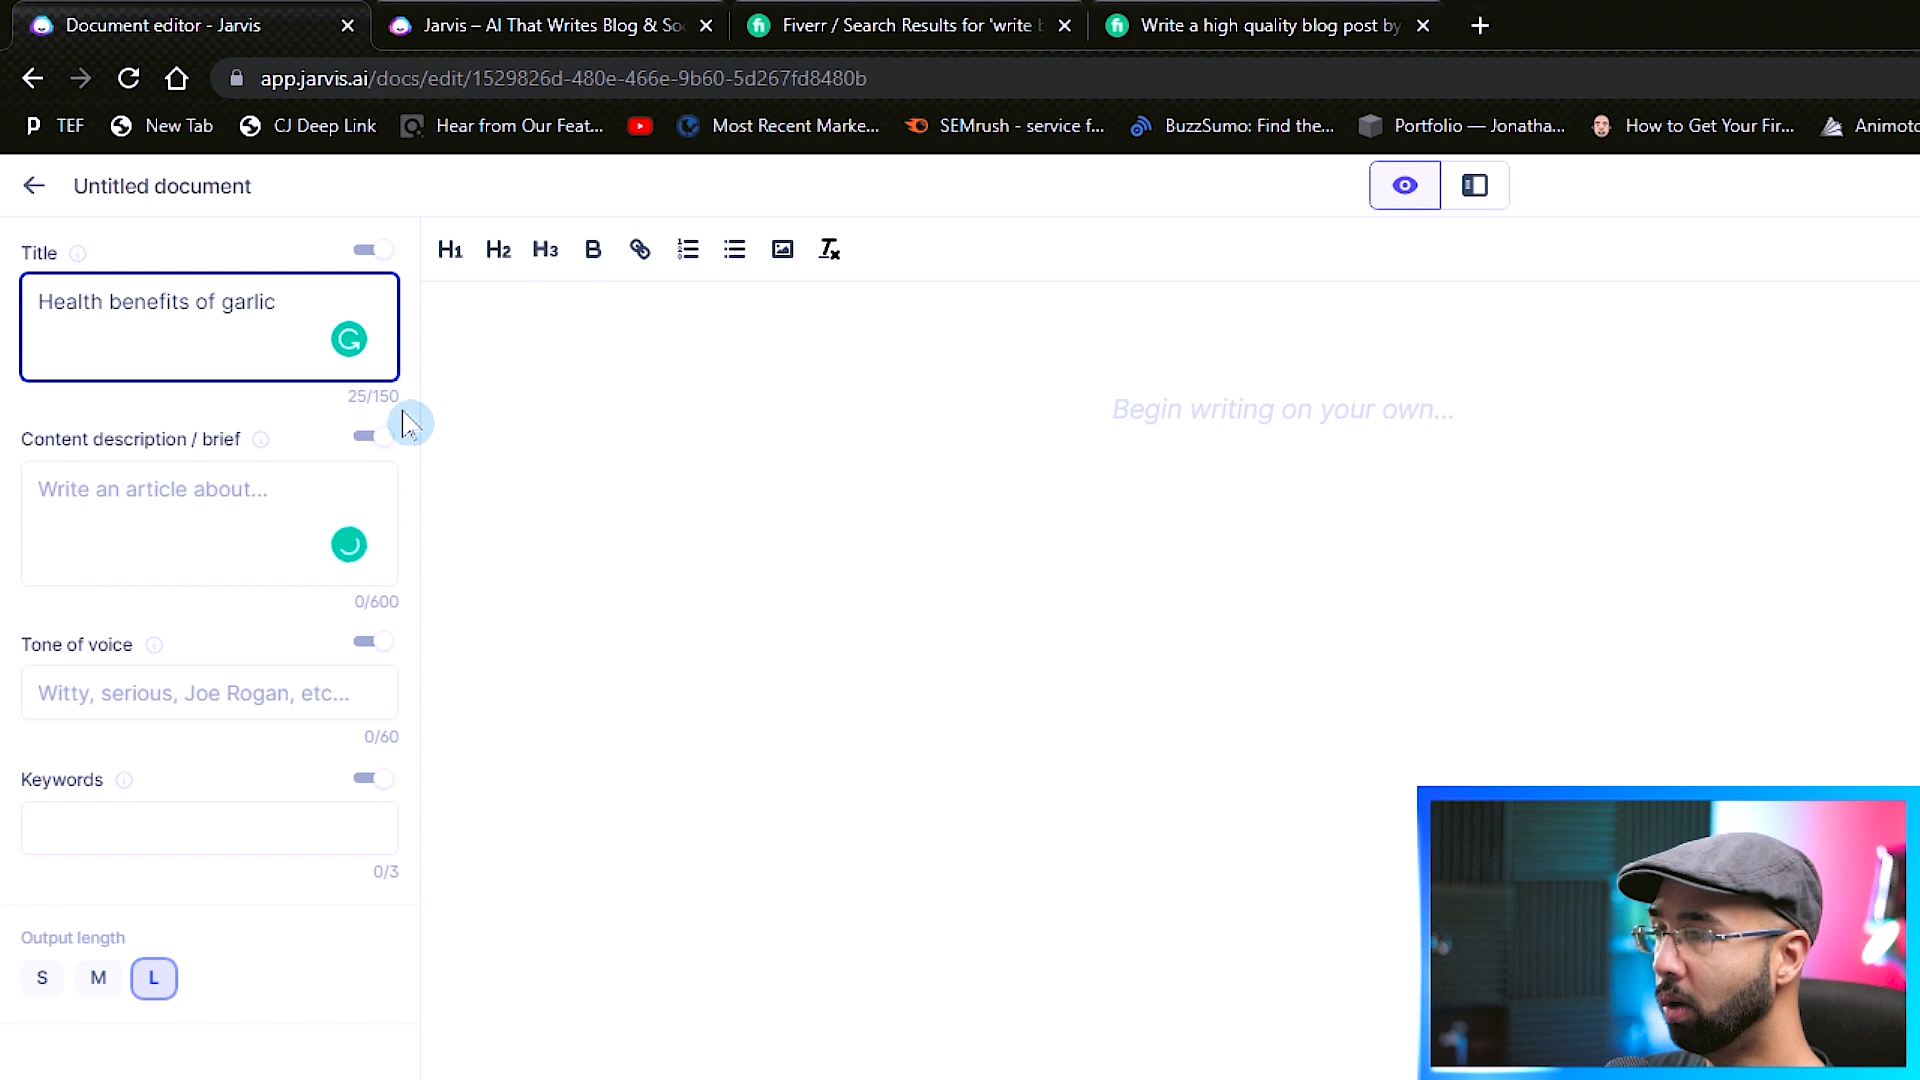 Document editor - Jarvis
Jarvis – AI That Writes Blog & So
Fiverr / Search Results for 'write
Write a high quality blog post by
app.jarvis.ai/docs/edit/1529826d-480e-466e-9b60-5d267fd8480b
TEF
New Tab
CJ Deep Link
Hear from Our Feat...
Most Recent Marke...
SEMrush - service f...
BuzzSumo: Find the...
Portfolio — Jonatha...
How to Get Your Fir...
Animoto
Untitled document
Title
H1 H2 H3 B
Health benefits of garlic
25/150
Begin writing on your own...
Content description / brief
Write an article about...
0/600
Tone of voice
Witty, serious, Joe Rogan, etc...
0/60
Keywords
0/3
Output length
S M L